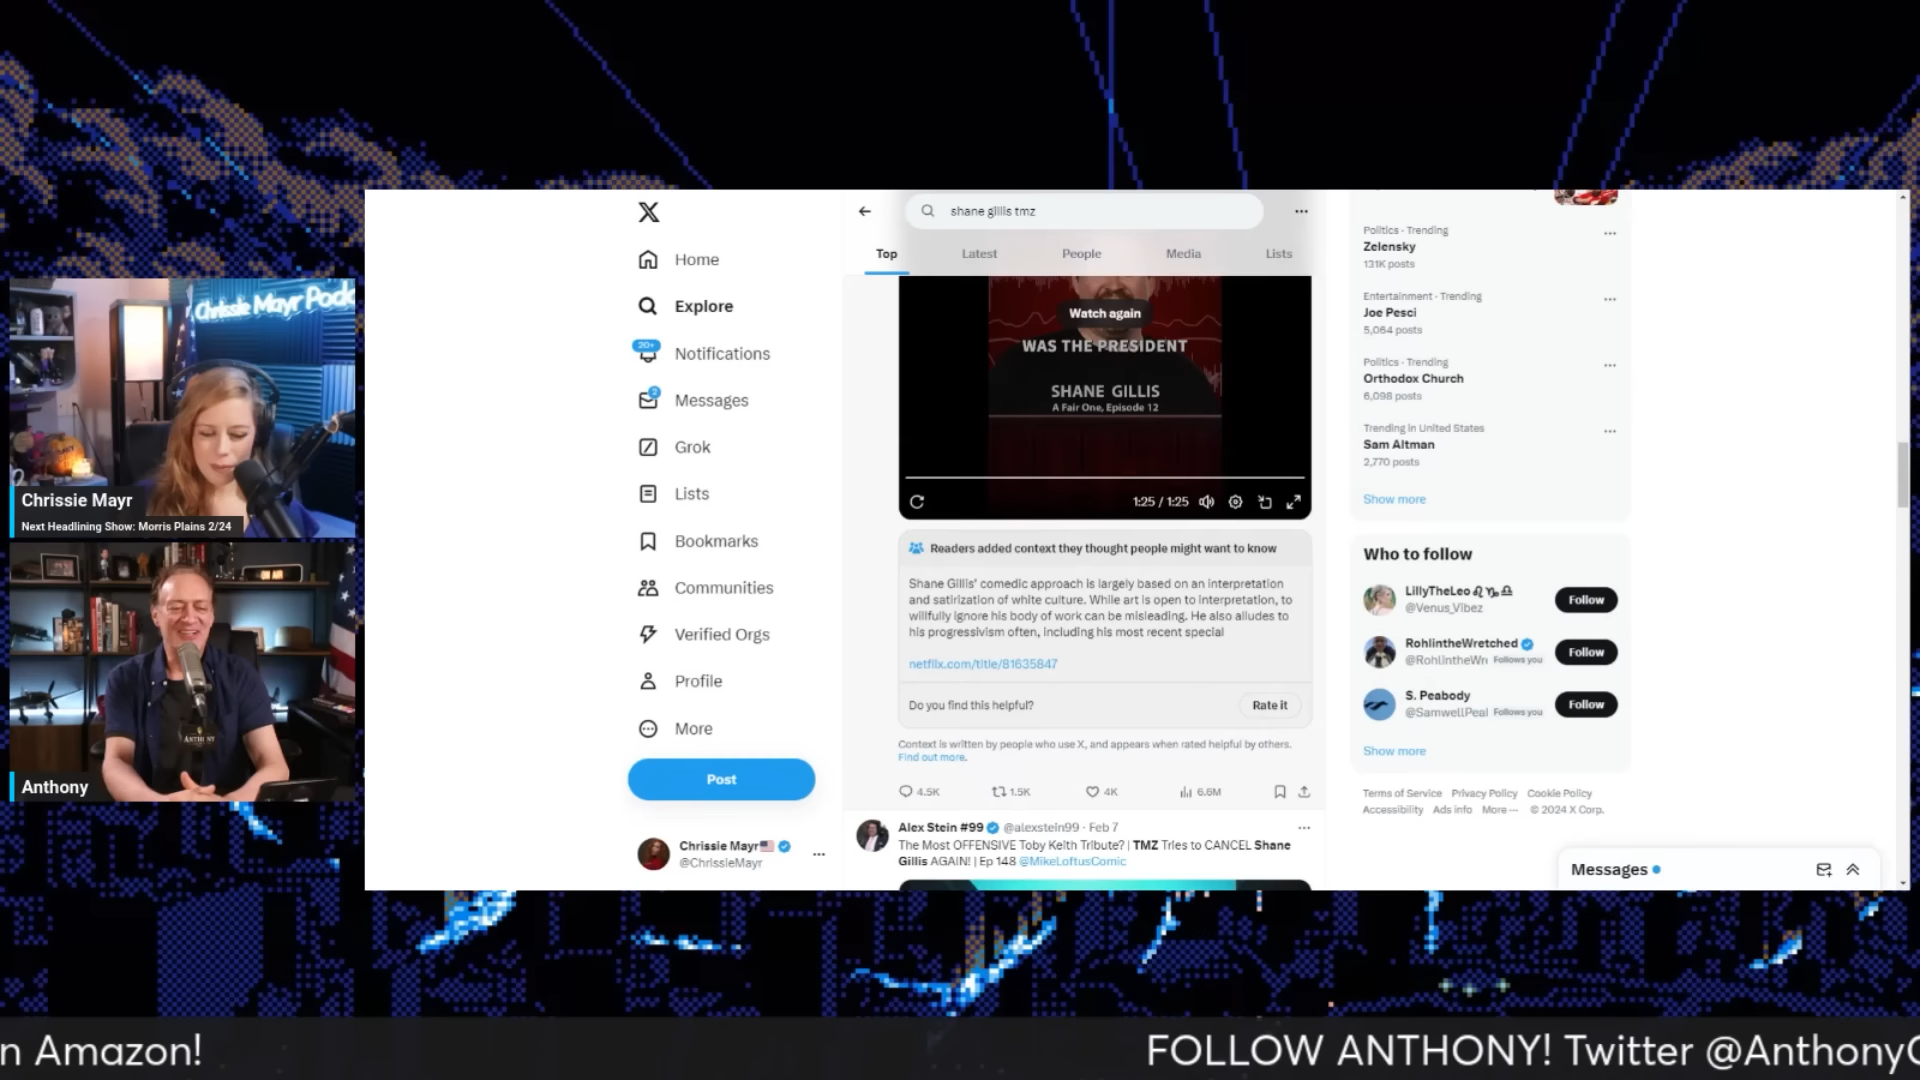 Chrissie Mayr Podc
Chrissie Mayr
Next Headlining Show: Morris Plains 2/24
ANTHONY
Anthony
Home
Explore
20+
Notifications
2
Messages
Grok
Lists
Bookmarks
Communities
Verified Orgs
Profile
More
Post
Chrissie Mayr
@ChrissieMayr
shane gillis tmz
Top Latest People Media Lists
Watch again
WAS THE PRESIDENT
SHANE GILLIS
A Fair One, Episode 12
1:25 / 1:25
Readers added context they thought people might want to know
Shane Gillis' comedic approach is largely based on an interpretation
and satirization of white culture. While art is open to interpretation, to
willfully ignore his body of work can be misleading. He also alludes to
his progressivism often, including his most recent special
netflix.com/title/81635847
Do you find this helpful?
Rate it
Context is written by people who use X, and appears when rated helpful by others.
Find out more.
4.5K 1.5K 4K 6.6M
Alex Stein #99 @alexstein99 · Feb 7
The Most OFFENSIVE Toby Keith Tribute? | TMZ Tries to CANCEL Shane
Gillis AGAIN! | Ep 148 @MikeLoftusComic
Politics · Trending
Zelensky
131K posts
Entertainment · Trending
Joe Pesci
5,064 posts
Politics · Trending
Orthodox Church
6,098 posts
Trending in United States
Sam Altman
2,770 posts
Show more
Who to follow
LillyTheLeo♌♑♎
@Venus_Vibez
Follow
RohlintheWretched
@RohlintheWr Follows you
Follow
S. Peabody
@SamwellPeal Follows you
Follow
Show more
Terms of Service Privacy Policy Cookie Policy
Accessibility Ads info More ··· © 2024 X Corp.
Messages
n Amazon!
FOLLOW ANTHONY! Twitter @AnthonyC